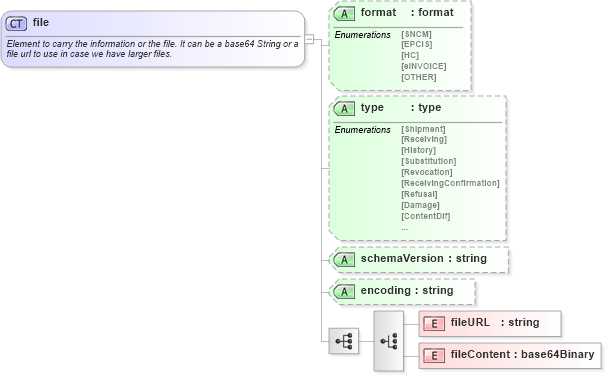 CT file
Element to carry the information or the file. It can be a base64 String or a
file url to use in case we have larger files.
A format : format
Enumerations [SNCM]
[EPCIS]
[HC]
[eINVOICE]
[OTHER]
A type : type
Enumerations [Shipment]
[Receiving]
[History]
[Substitution]
[Revocation]
[ReceivingConfirmation]
[Refusal]
[Damage]
[ContentDif]
...
A schemaVersion : string
A encoding : string
E fileURL : string
E fileContent : base64Binary